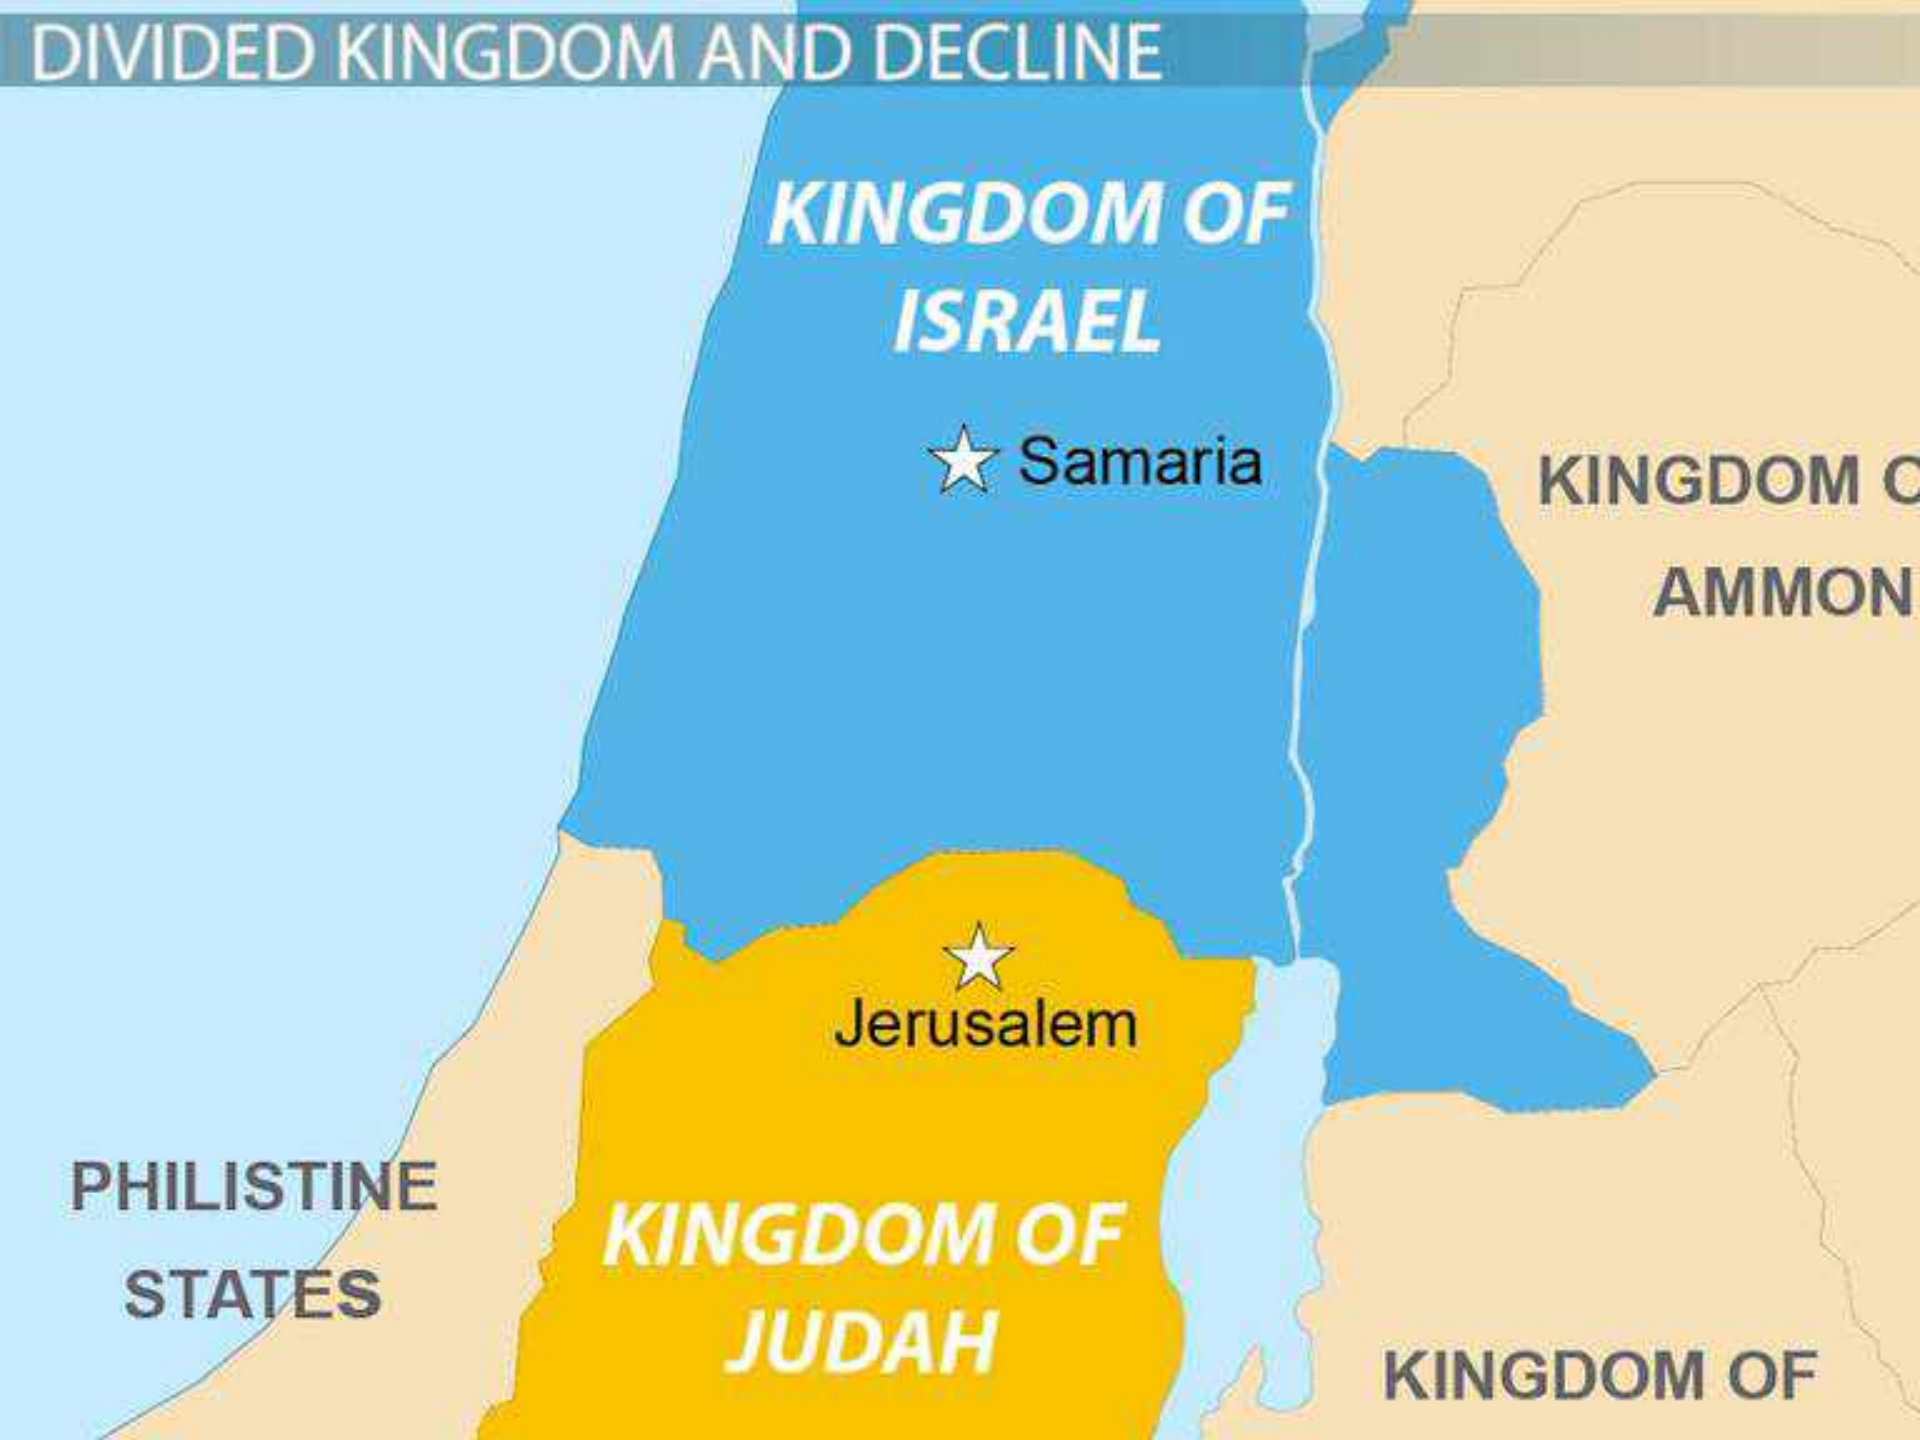 DIVIDED KINGDOM AND DECLINE
KINGDOM OF
ISRAEL
Samaria
KINGDOM
AMMON
Jerusalem
PHILISTINE
STATES
KINGDOM OF
JUDAH
KINGDOM OF